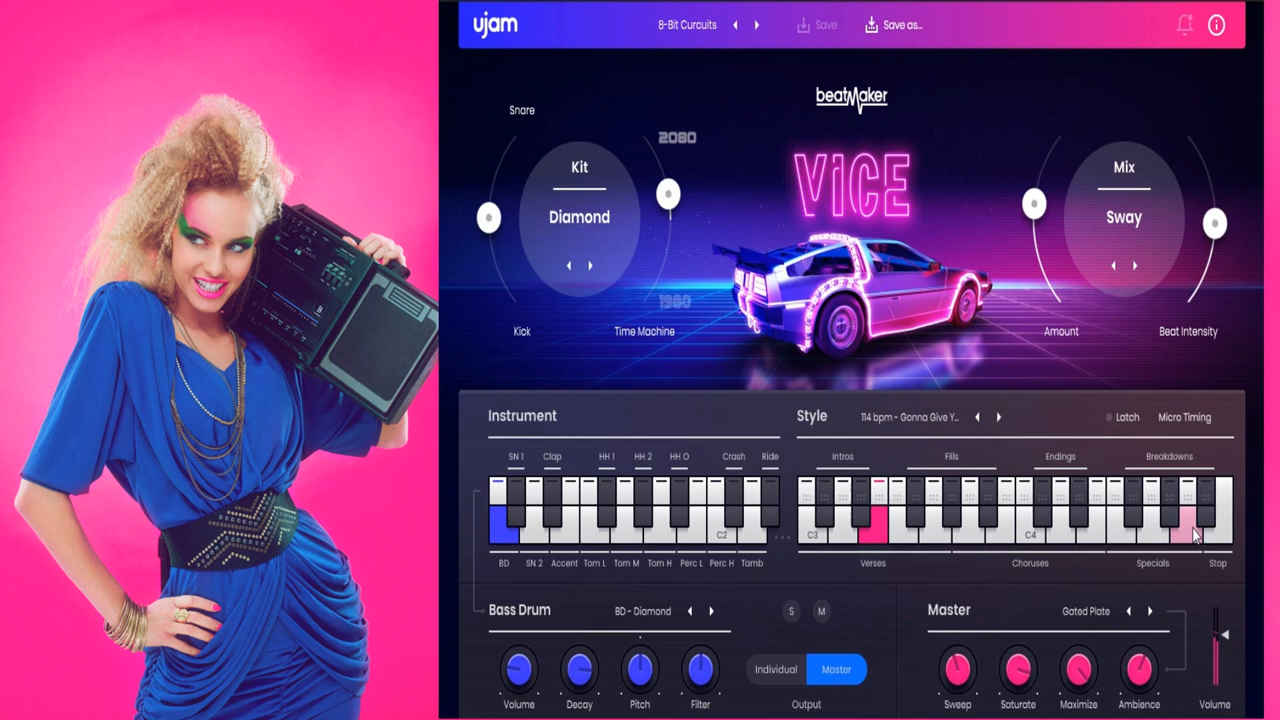 ujam
8-Bit Curcuits
Save
Save as...
beatMaker
VICE
Snare
2080
Kit
Diamond
1980
Kick
Time Machine
Mix
Sway
Amount
Beat Intensity
Instrument
Style
114 bpm - Gonna Give Y...
Latch
Micro Timing
SN 1
Clap
HH 1
HH 2
HH O
Crash
Ride
Intros
Fills
Endings
Breakdowns
C2
C3
C4
BD
SN 2
Accent
Tom L
Tom M
Tom H
Perc L
Perc H
Tamb
Verses
Choruses
Specials
Stop
Bass Drum
BD - Diamond
S
M
Master
Gated Plate
Individual
Master
Volume
Decay
Pitch
Filter
Output
Sweep
Saturate
Maximize
Ambience
Volume